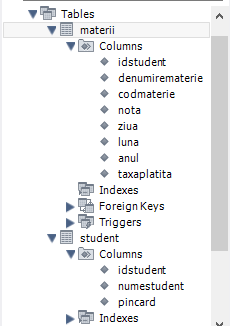 Tables
materii
Columns
idstudent
denumirematerie
codmaterie
nota
ziua
luna
anul
taxaplatita
Indexes
Foreign Keys
Triggers
student
Columns
idstudent
numestudent
pincard
Indexes